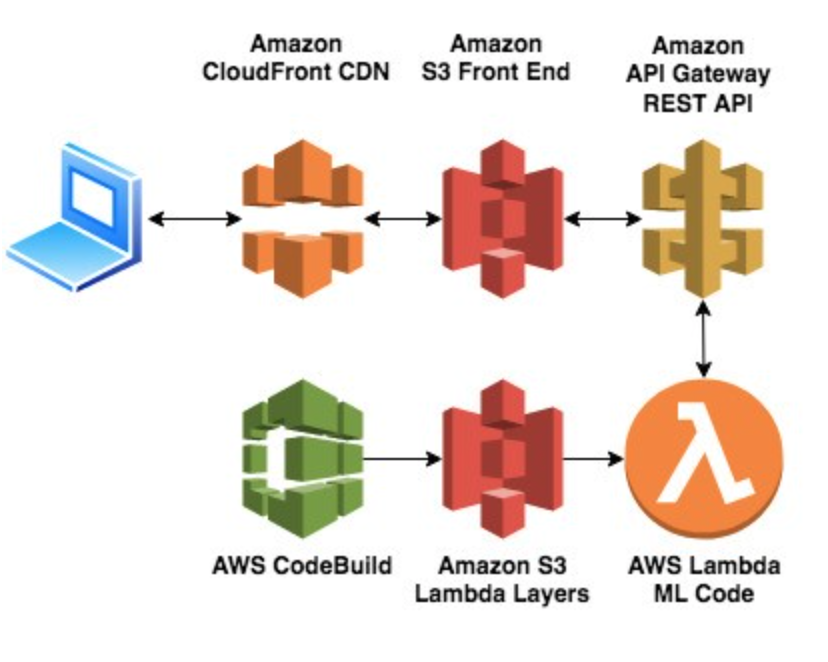 Amazon
CloudFront CDN
Amazon
S3 Front End
Amazon
API Gateway
REST API
AWS CodeBuild
Amazon S3
Lambda Layers
AWS Lambda
ML Code